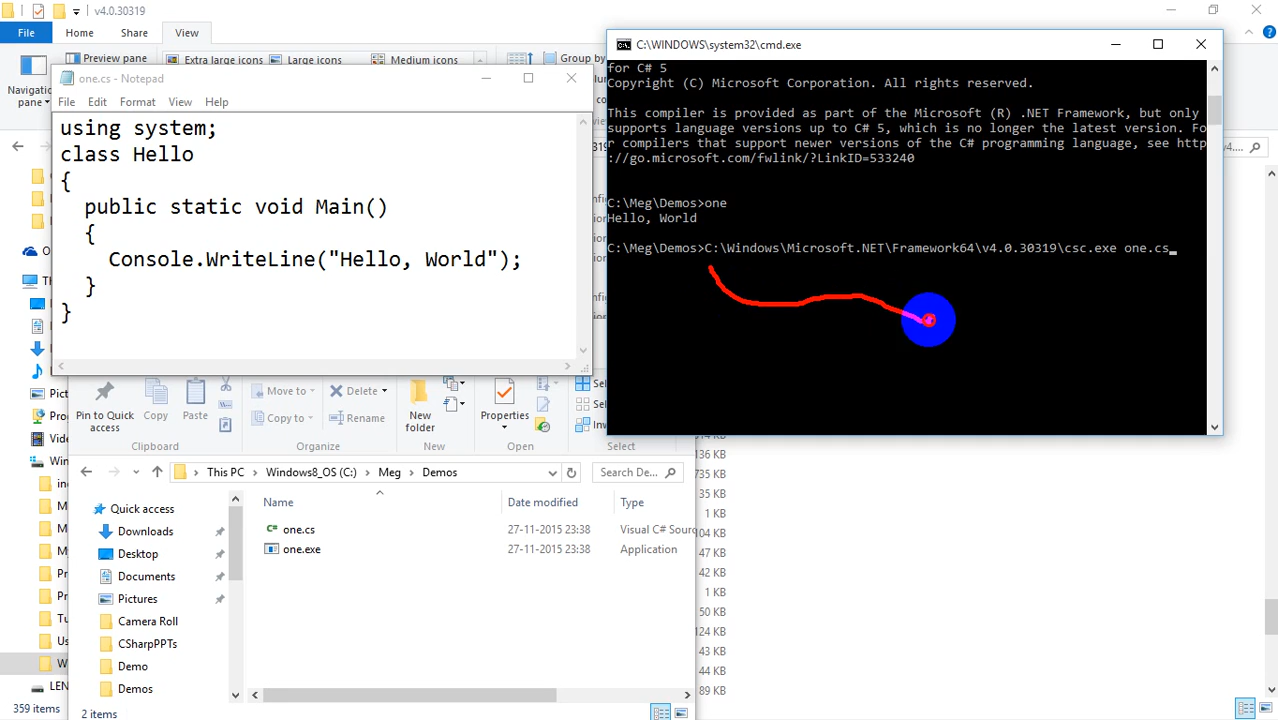 v4.0.30319
File Home Share View
Preview pane
Extra large icons Large icons Medium icons Group
Navigation
pane
one.cs - Notepad
File Edit Format View Help
using system;
class Hello
{
public static void Main()
{
Console.WriteLine("Hello, World");
}
}
C:\WINDOWS\system32\cmd.exe
for C# 5
Copyright (C) Microsoft Corporation. All rights reserved.
This compiler is provided as part of the Microsoft (R) .NET Framework, but only
supports language versions up to C# 5, which is no longer the latest version. Fo
r compilers that support newer versions of the C# programming language, see http
://go.microsoft.com/fwlink/?LinkID=533240
C:\Meg\Demos>one
Hello, World
C:\Meg\Demos>C:\Windows\Microsoft.NET\Framework64\v4.0.30319\csc.exe one.cs
v4....
Move to Delete
Pin to Quick
access
Copy Paste
Copy to Rename
New
folder
Properties
Clipboard Organize New Open Select
This PC > Windows8_OS (C:) > Meg > Demos
Search De...
Name Date modified Type
Quick access
Downloads
Desktop
Documents
Pictures
Camera Roll
CSharpPPTs
Demo
Demos
one.cs 27-11-2015 23:38 Visual C# Sourc
one.exe 27-11-2015 23:38 Application
136 KB
735 KB
35 KB
1 KB
104 KB
47 KB
42 KB
1 KB
50 KB
124 KB
54 KB
89 KB
LEN
359 items
2 items